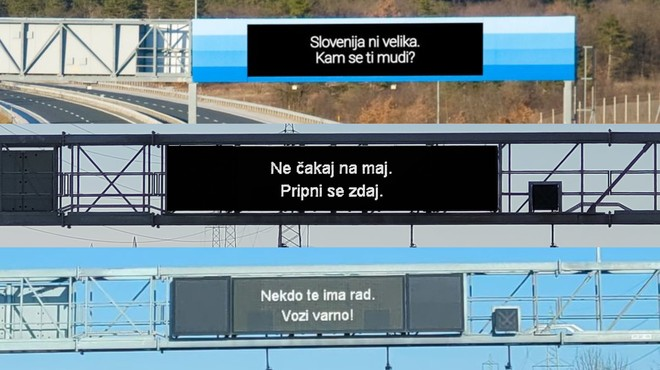 Slovenija ni velika.
Kam se ti mudi?
Ne čakaj na maj.
Pripni se zdaj.
Nekdo te ima rad.
Vozi varno!